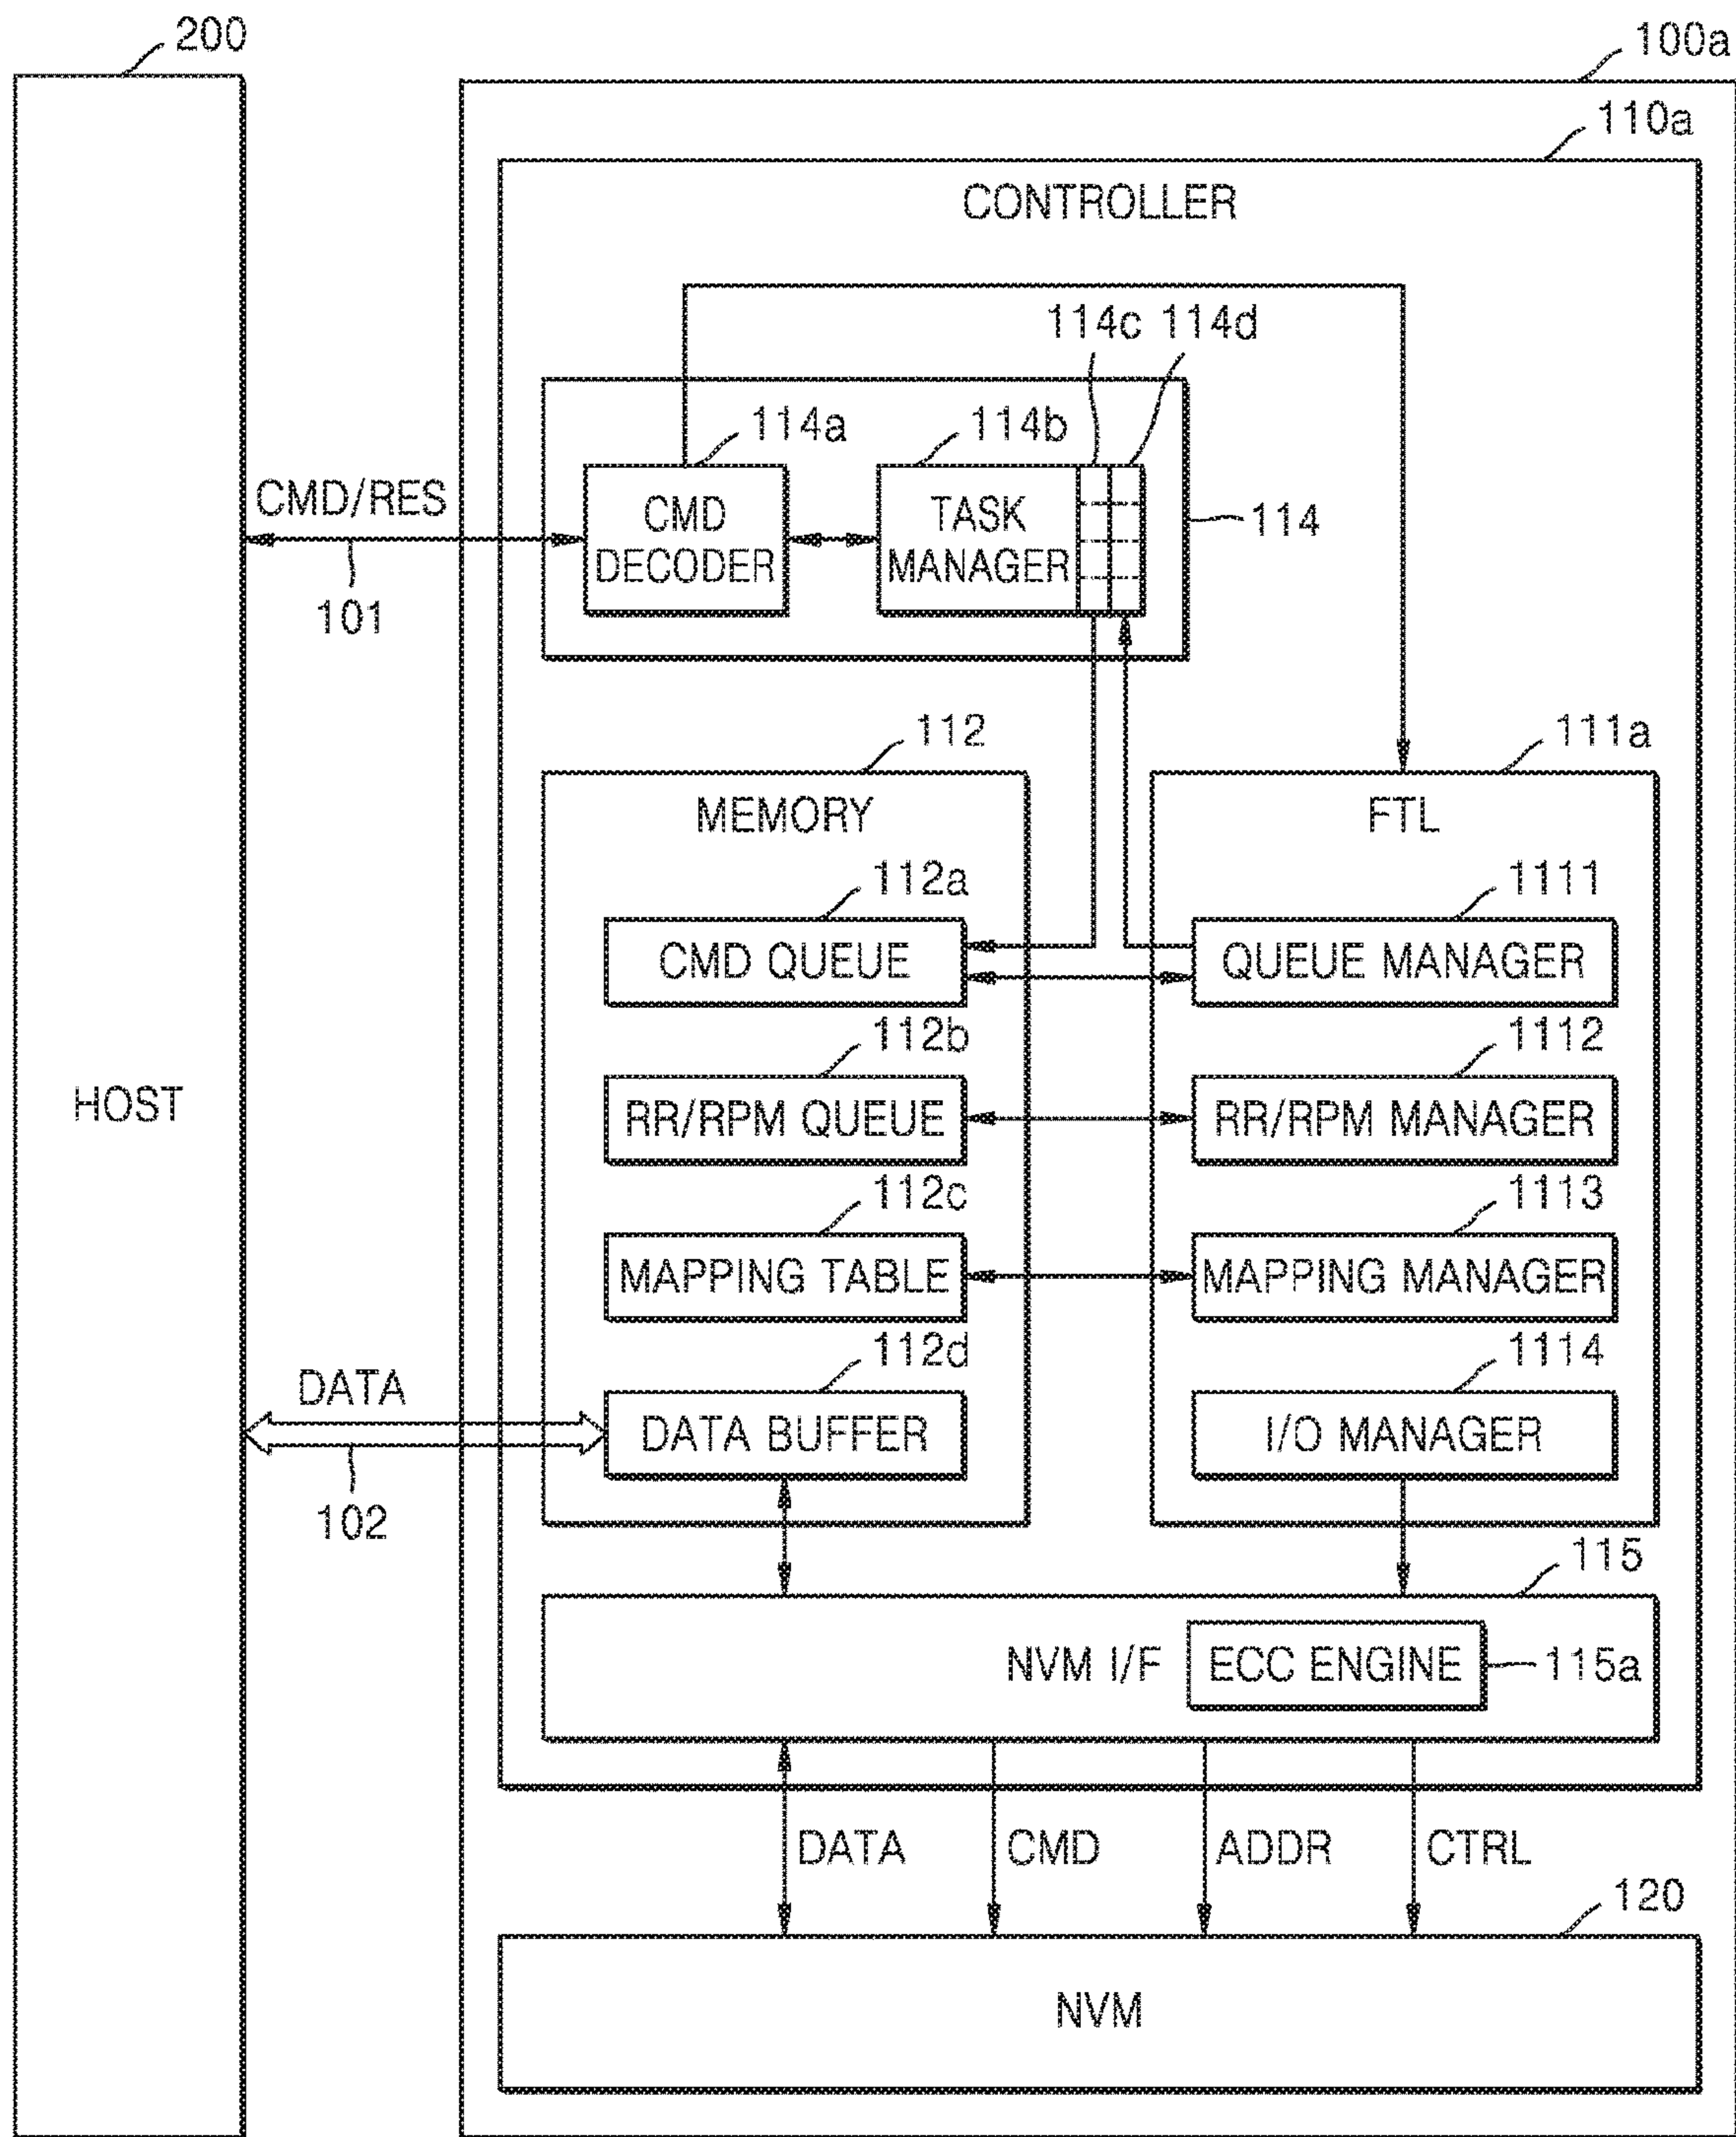 200
100a
110a
CONTROLLER
114c 114d
114a
114b
CMD/RES
CMD
DECODER
TASK
MANAGER
114
101
112
111a
MEMORY
FTL
112a
1111
CMD QUEUE
QUEUE MANAGER
112b
1112
HOST
RR/RPM QUEUE
RR/RPM MANAGER
112c
1113
MAPPING TABLE
MAPPING MANAGER
112d
1114
DATA
DATA BUFFER
I/O MANAGER
102
115
NVM I/F
ECC ENGINE
115a
DATA
CMD
ADDR
CTRL
120
NVM